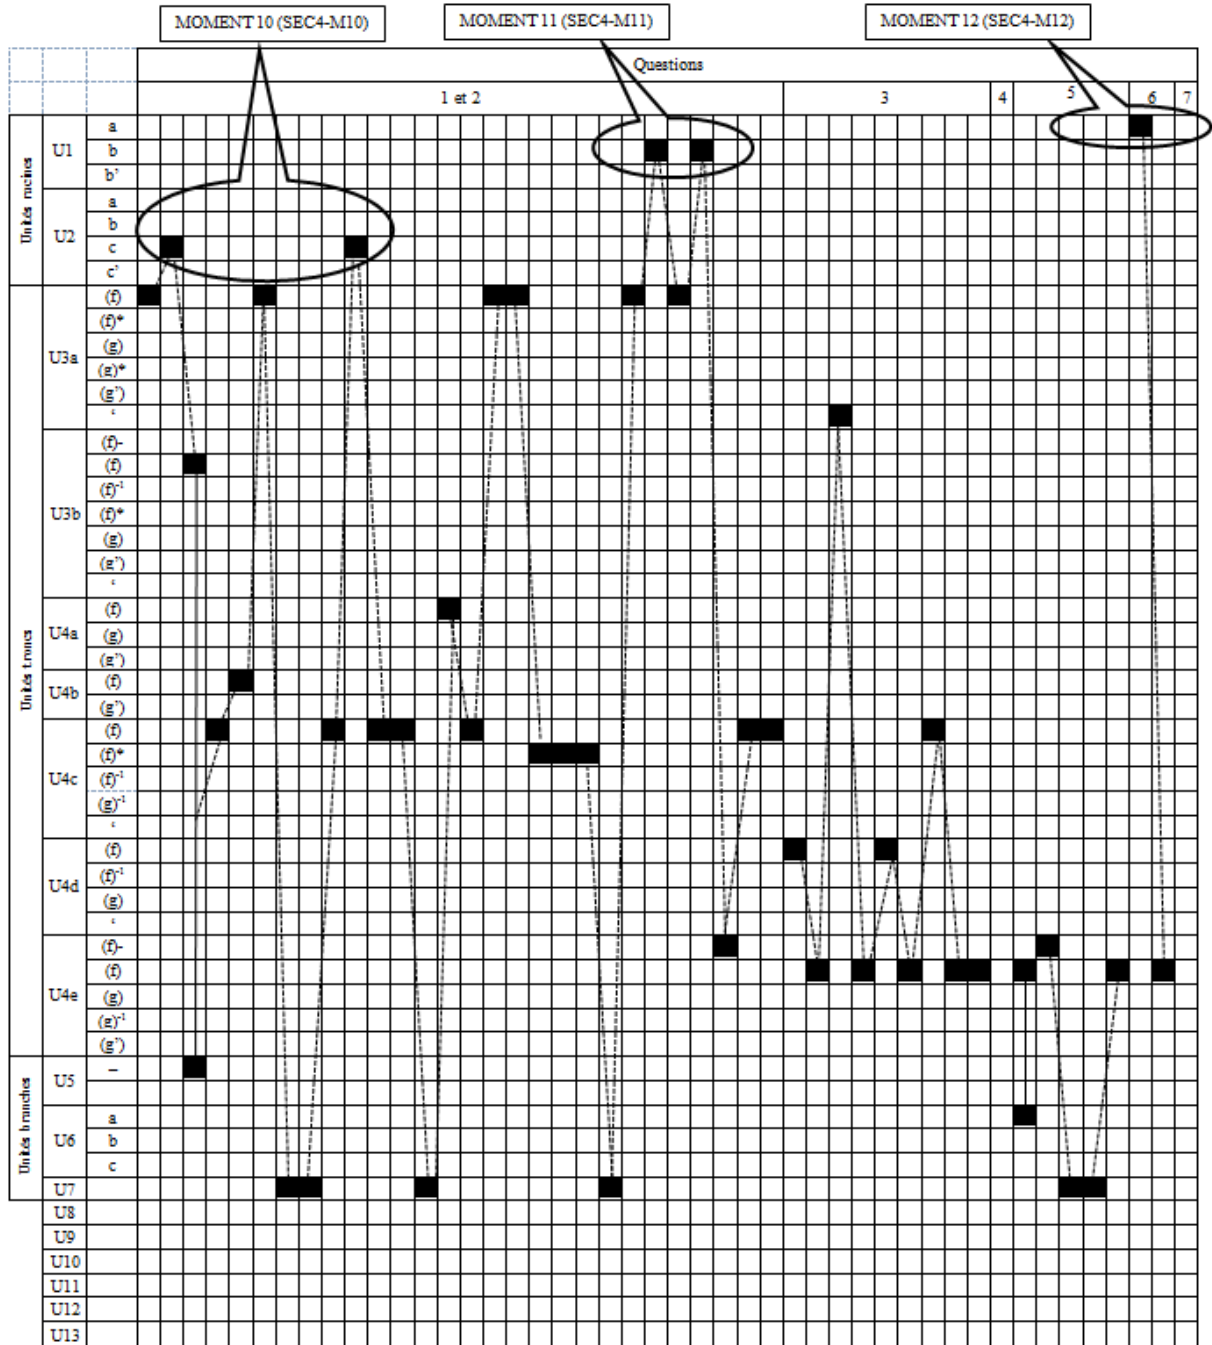 MOMENT 10 (SEC4-M10)
MOMENT 11 (SEC4-M11)
MOMENT 12 (SEC4-M12)
Questions
1 et 2
3
4
5
6
7
Unités racines
U1
a
b
b’
U2
a
b
c
c’
Unités troncs
U3a
(f)
(f)*
(g)
(g)*
(g’)
‘
U3b
(f)-
(f)
(f)⁻¹
(f)*
(g)
(g’)
‘
U4a
(f)
(g)
(g’)
U4b
(f)
(g’)
U4c
(f)
(f)*
(f)⁻¹
(g)⁻¹
‘
U4d
(f)
(f)⁻¹
(g)
‘
U4e
(f)-
(f)
(g)
(g)⁻¹
(g’)
Unités branches
U5
–
U6
a
b
c
U7
U8
U9
U10
U11
U12
U13